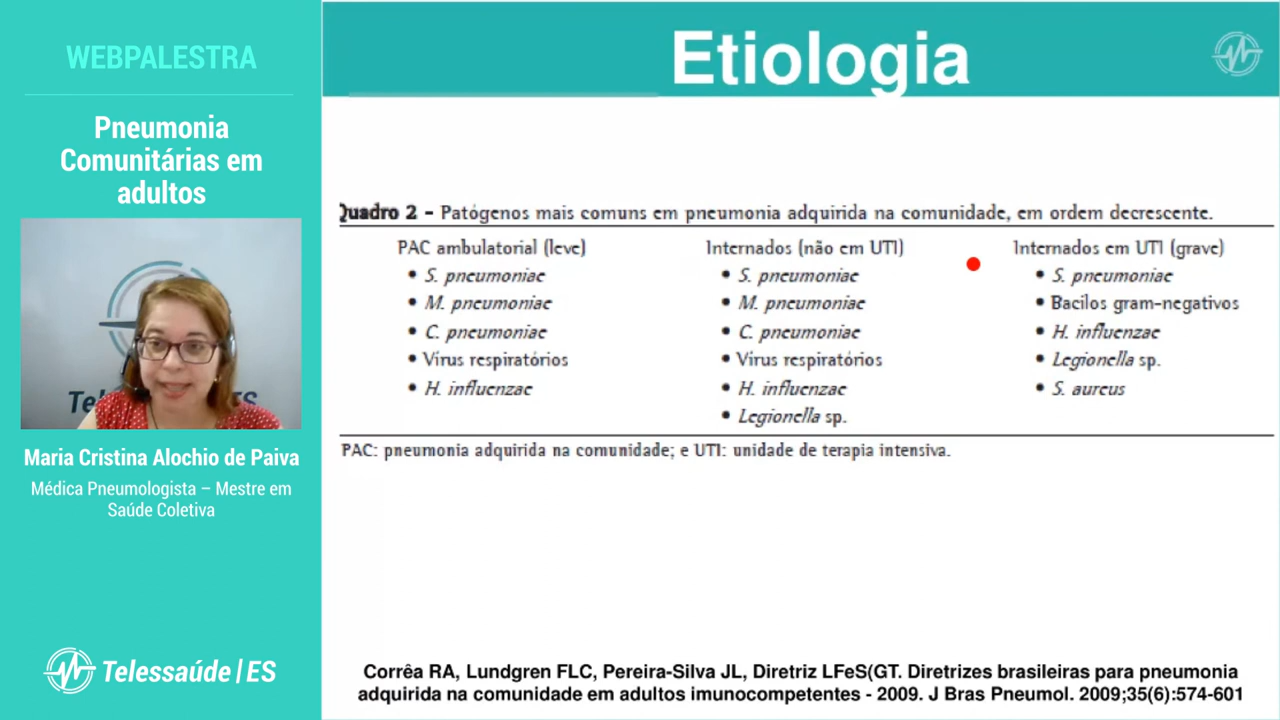 WEBPALESTRA
Pneumonia
Comunitárias em
adultos
Maria Cristina Alochio de Paiva
Médica Pneumologista – Mestre em
Saúde Coletiva
Telessaúde|ES
Etiologia
Quadro 2 – Patógenos mais comuns em pneumonia adquirida na comunidade, em ordem decrescente.
PAC ambulatorial (leve)
• S. pneumoniae
• M. pneumoniae
• C. pneumoniae
• Vírus respiratórios
• H. influenzae
Internados (não em UTI)
• S. pneumoniae
• M. pneumoniae
• C. pneumoniae
• Vírus respiratórios
• H. influenzae
• Legionella sp.
Internados em UTI (grave)
• S. pneumoniae
• Bacilos gram-negativos
• H. influenzae
• Legionella sp.
• S. aureus
PAC: pneumonia adquirida na comunidade; e UTI: unidade de terapia intensiva.
Corrêa RA, Lundgren FLC, Pereira-Silva JL, Diretriz LFeS(GT. Diretrizes brasileiras para pneumonia
adquirida na comunidade em adultos imunocompetentes - 2009. J Bras Pneumol. 2009;35(6):574-601